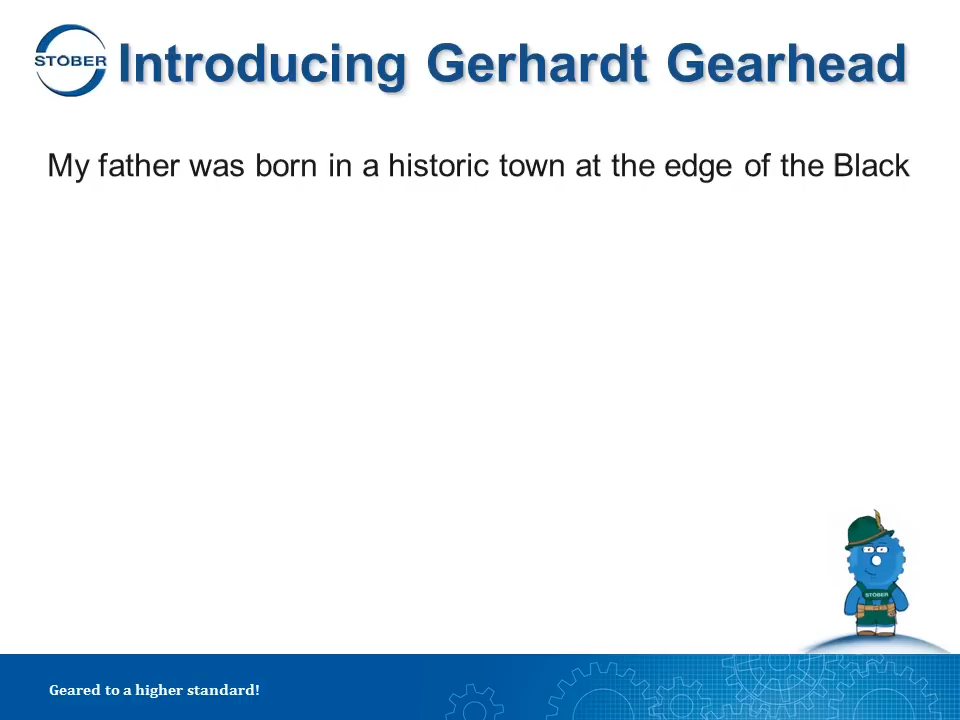 STOBER
Introducing Gerhardt Gearhead
My father was born in a historic town at the edge of the Black
STOBER
Geared to a higher standard!